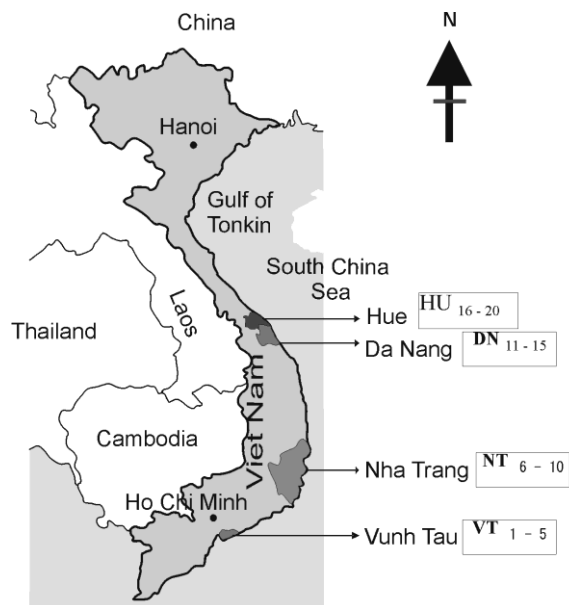 China
N
Hanoi
Gulf of
Tonkin
South China
Sea
Laos
Thailand
Hue HU 16 - 20
Da Nang DN 11 - 15
Viet Nam
Cambodia
Nha Trang NT 6 - 10
Ho Chi Minh
Vunh Tau VT 1 - 5